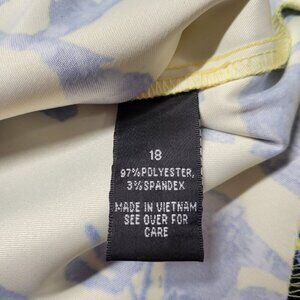 18
97% POLYESTER,
3% SPANDEX
MADE IN VIETNAM
SEE OVER FOR
CARE